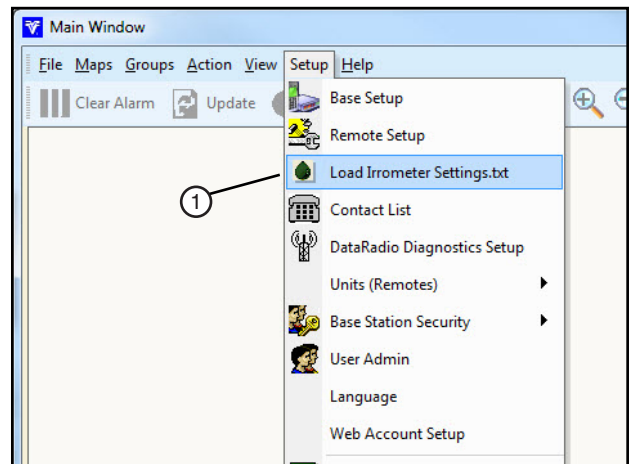 Main Window
File Maps Groups Action View Setup Help
Clear Alarm Update
Base Setup
Remote Setup
1 Load Irrometer Settings.txt
Contact List
DataRadio Diagnostics Setup
Units (Remotes)
Base Station Security
User Admin
Language
Web Account Setup